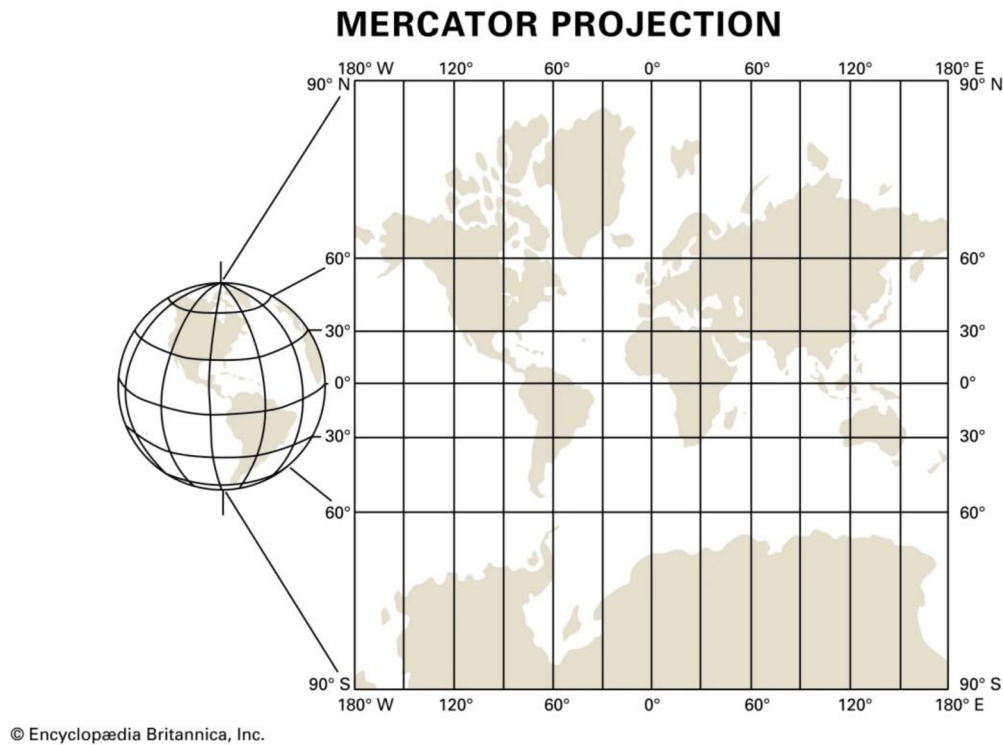 MERCATOR PROJECTION
180° W 120° 60° 0° 60° 120° 180° E
90° N 90° N
60° 60°
30° 30°
0° 0°
30° 30°
60° 60°
90° S 90° S
180° W 120° 60° 0° 60° 120° 180° E
© Encyclopædia Britannica, Inc.